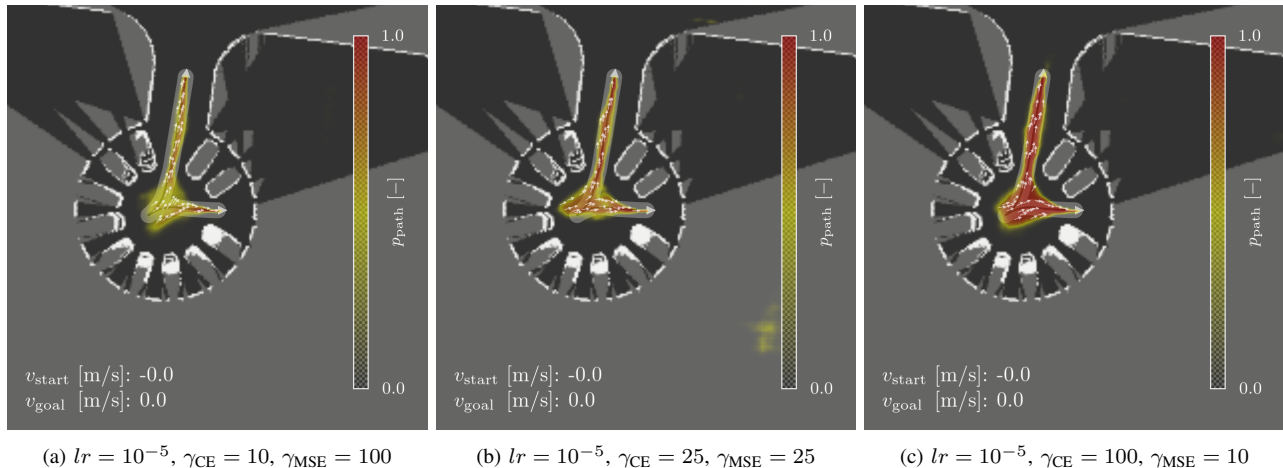 1.0
p_path [−]
v_start [m/s]: -0.0
v_goal [m/s]: 0.0
0.0
1.0
p_path [−]
v_start [m/s]: -0.0
v_goal [m/s]: 0.0
0.0
1.0
p_path [−]
v_start [m/s]: -0.0
v_goal [m/s]: 0.0
0.0
(a) lr = 10⁻⁵, γ_CE = 10, γ_MSE = 100
(b) lr = 10⁻⁵, γ_CE = 25, γ_MSE = 25
(c) lr = 10⁻⁵, γ_CE = 100, γ_MSE = 10